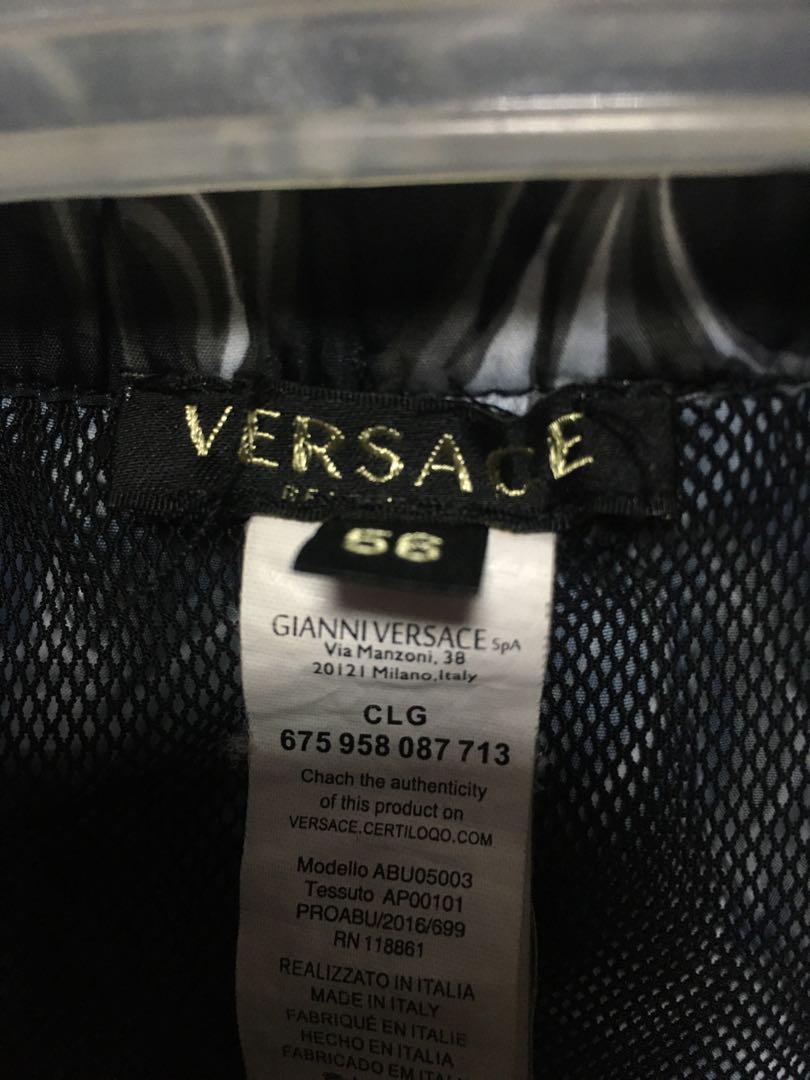 VERSACE
56
GIANNI VERSACE SpA
Via Manzoni, 38
20121 Milano,Italy
CLG
675 958 087 713
Chach the authenticity
of this product on
VERSACE.CERTILOQO.COM
Modello ABU05003
Tessuto AP00101
PROABU/2016/699
RN 118861
REALIZZATO IN ITALIA
MADE IN ITALY
FABRIQUÉ EN ITALIE
HECHO EN ITALIA
FABRICADO EM